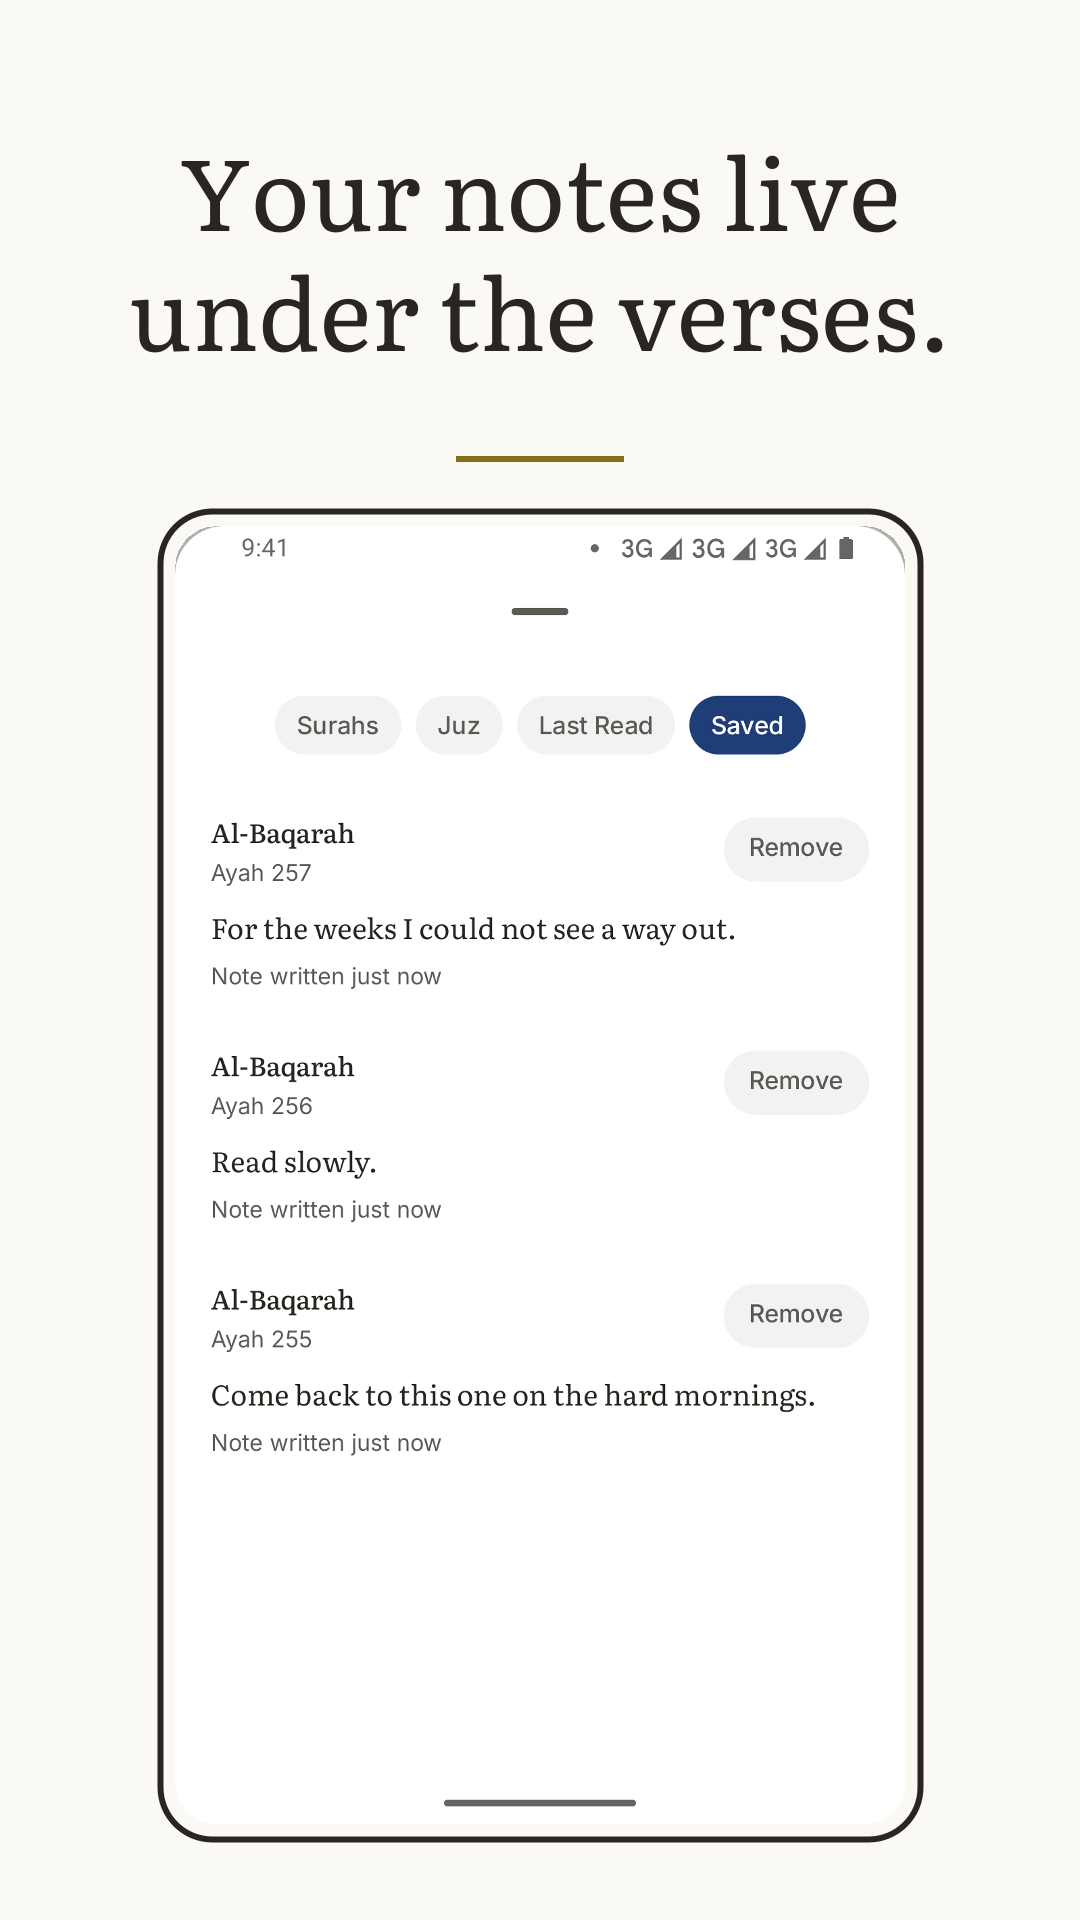 Your notes live
under the verses.
9:41
3G 3G 3G
Surahs Juz Last Read Saved
Al-Baqarah
Remove
Ayah 257
For the weeks I could not see a way out.
Note written just now
Al-Baqarah
Remove
Ayah 256
Read slowly.
Note written just now
Al-Baqarah
Remove
Ayah 255
Come back to this one on the hard mornings.
Note written just now